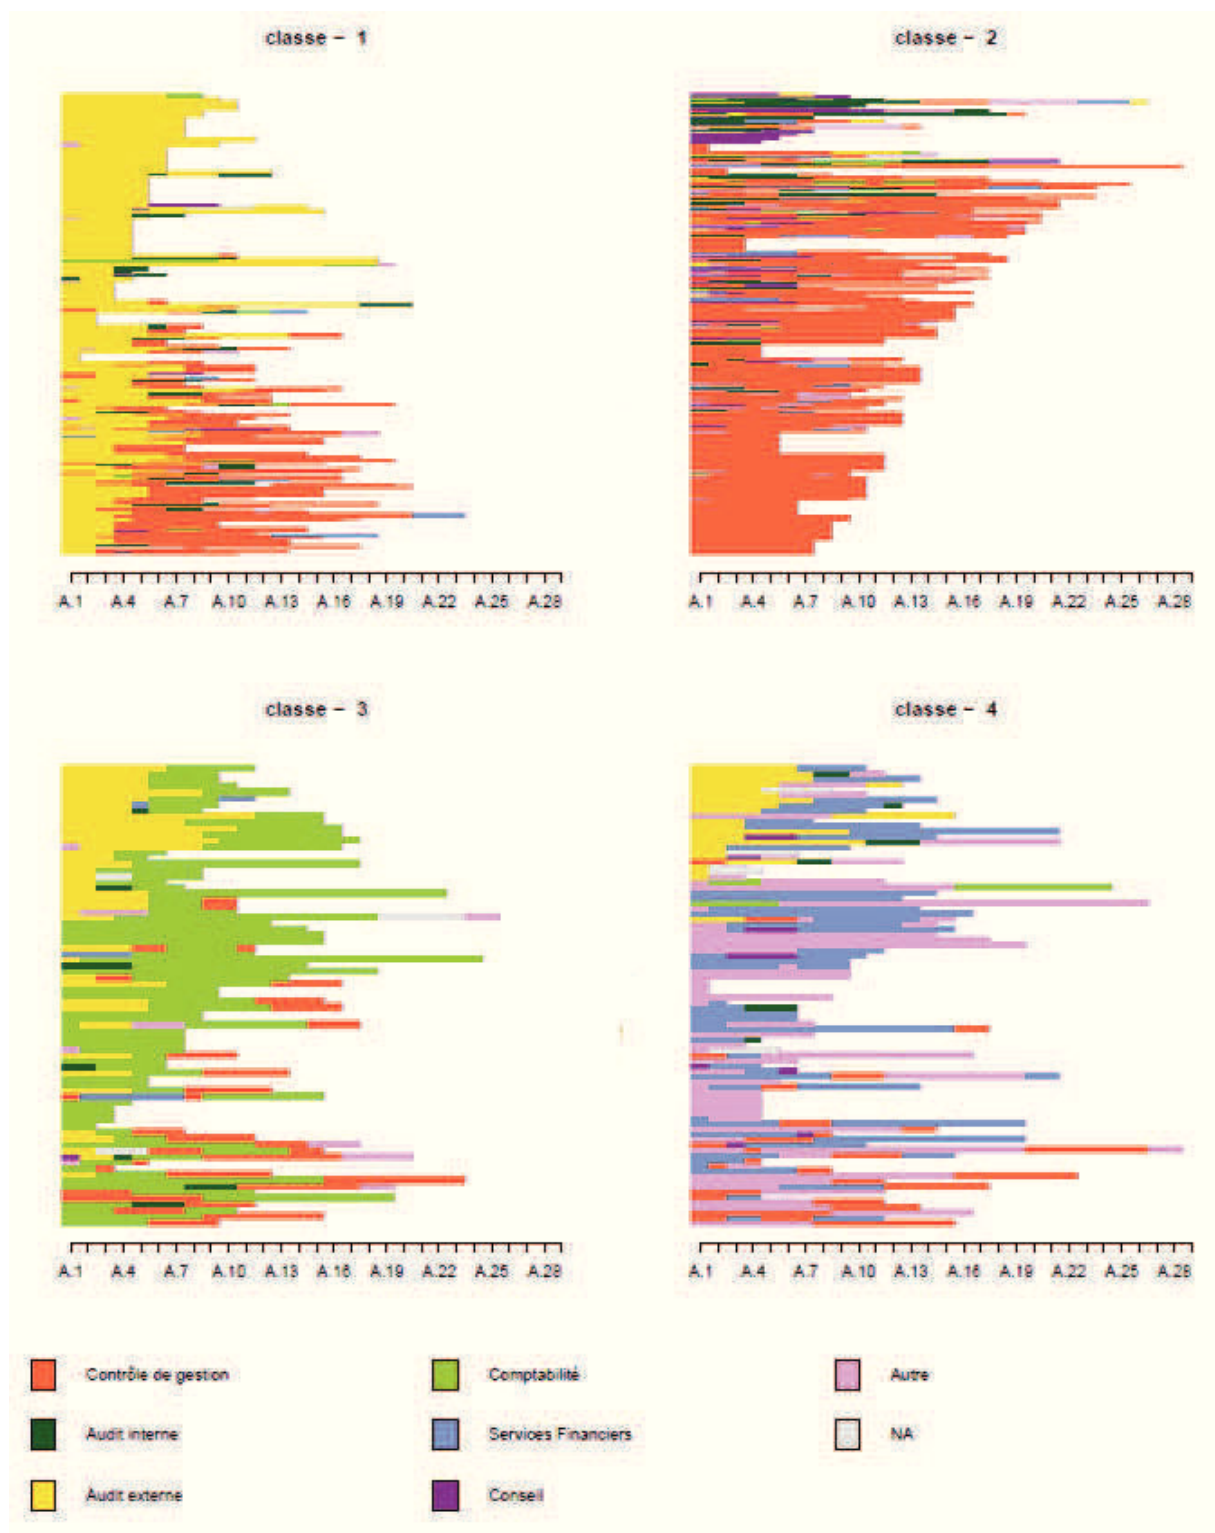 classe - 1
classe - 2
A.1 A.4 A.7 A.10 A.13 A.16 A.19 A.22 A.25 A.28
A.1 A.4 A.7 A.10 A.13 A.16 A.19 A.22 A.25 A.28
classe - 3
classe - 4
A.1 A.4 A.7 A.10 A.13 A.16 A.19 A.22 A.25 A.28
A.1 A.4 A.7 A.10 A.13 A.16 A.19 A.22 A.25 A.28
Contrôle de gestion
Comptabilité
Autre
Audit interne
Services Financiers
NA
Audit externe
Conseil